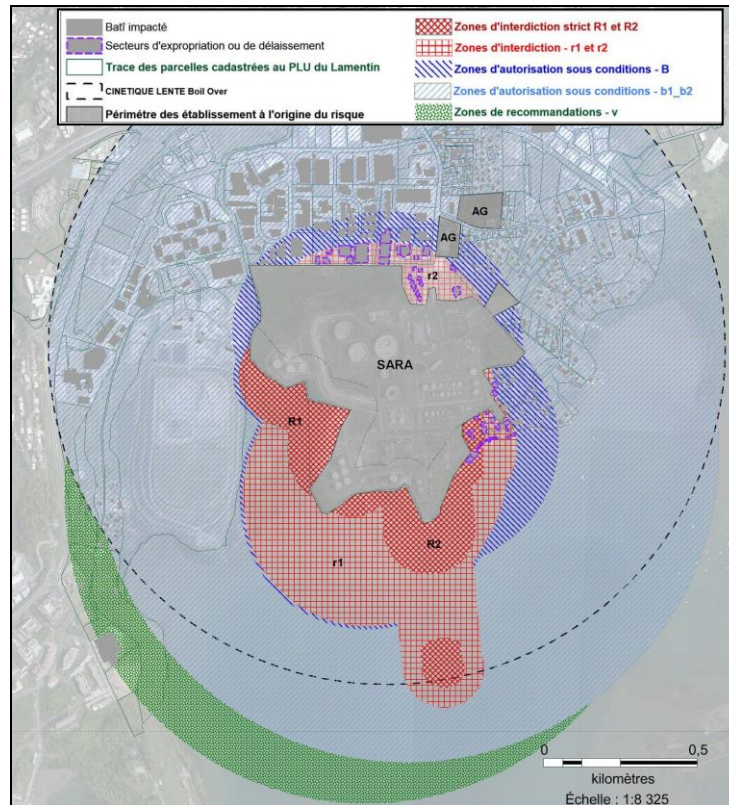 Bati impacté
Secteurs d'expropriation ou de délaissement
Trace des parcelles cadastrées au PLU du Lamentin
CINETIQUE LENTE Boil Over
Périmétre des établissement à l'origine du risque
Zones d'interdiction strict R1 et R2
Zones d'interdiction - r1 et r2
Zones d'autorisation sous conditions - B
Zones d'autorisation sous conditions - b1_b2
Zones de recommandations - v
AG
AG
r2
SARA
R1
R2
r1
0
0,5
kilomètres
Échelle : 1:8 325